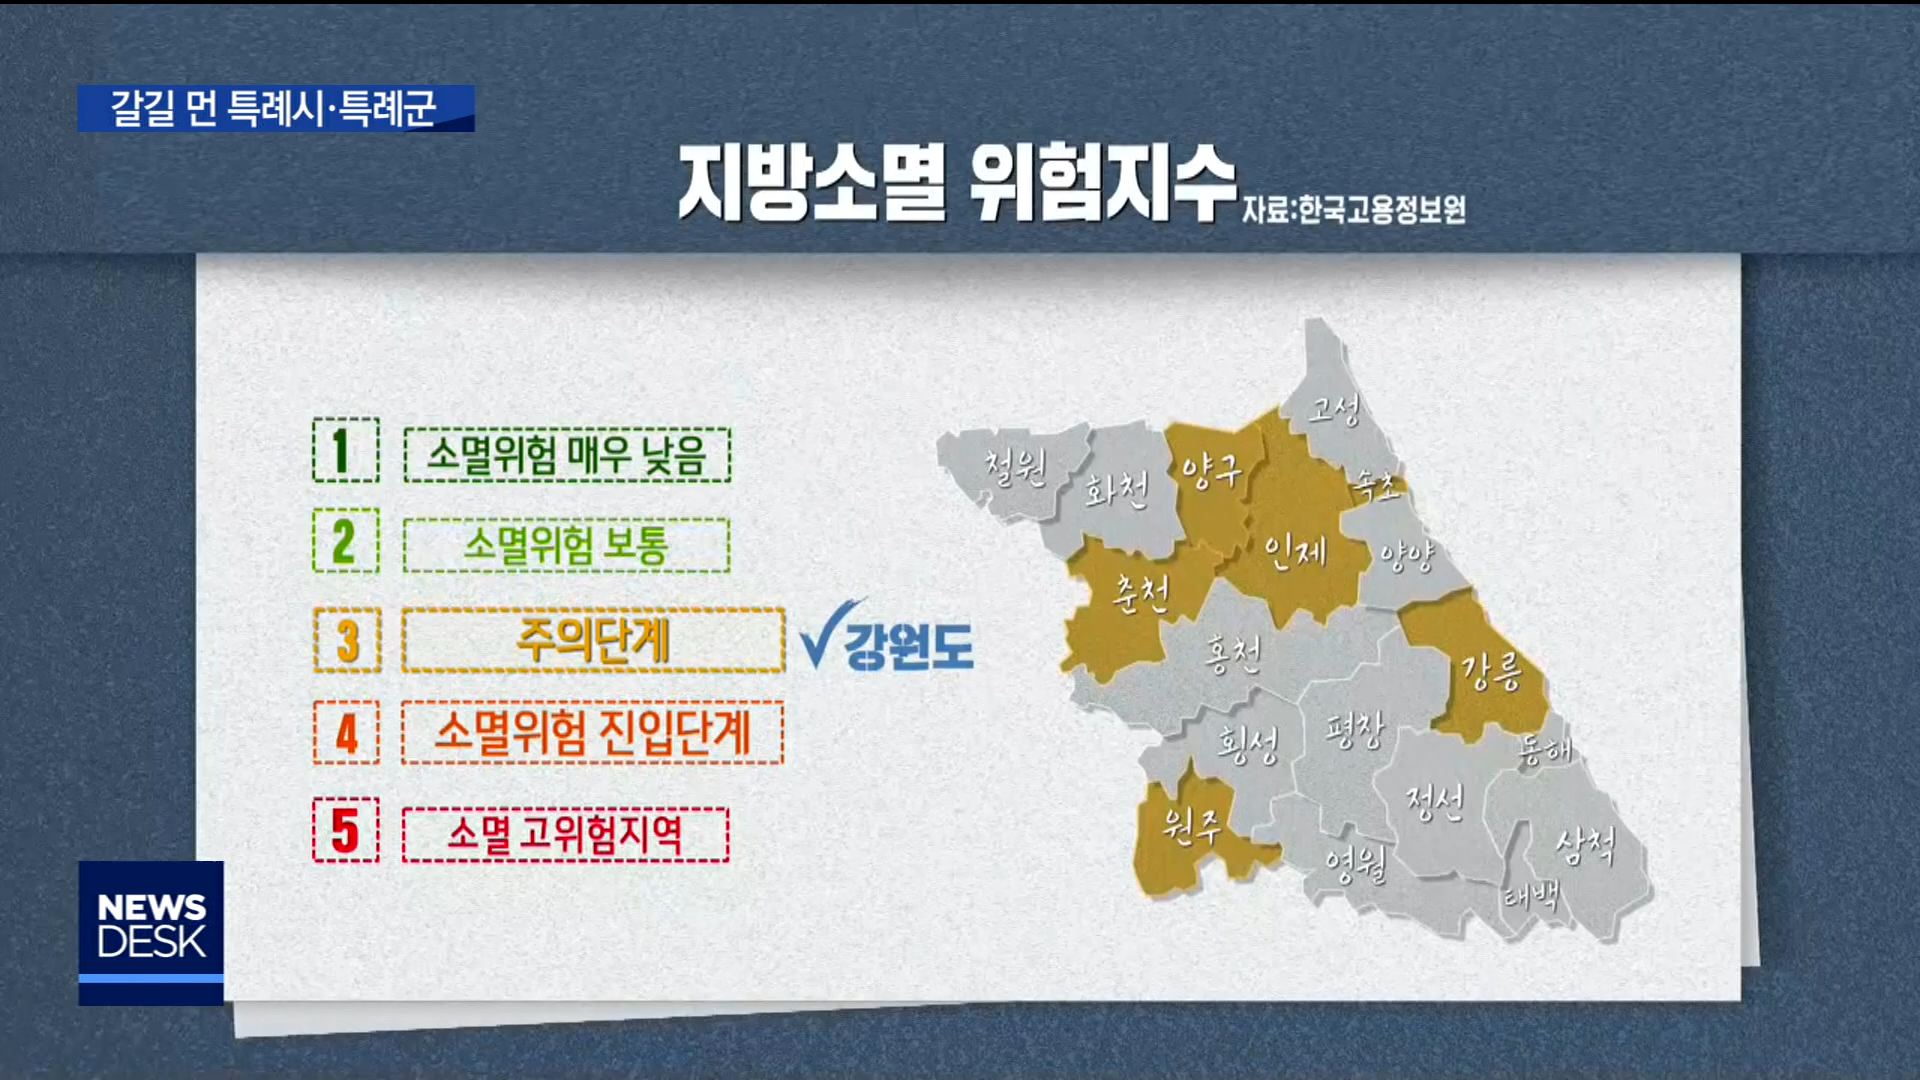 갈길 먼 특례시·특례군
지방소멸 위험지수 자료:한국고용정보원
1 소멸위험 매우 낮음
2 소멸위험 보통
3 주의단계 강원도
4 소멸위험 진입단계
5 소멸 고위험지역
고성
철원
화천
양구
속초
인제
양양
춘천
홍천
강릉
횡성
평창
동해
정선
원주
영월
삼척
태백
NEWS
DESK